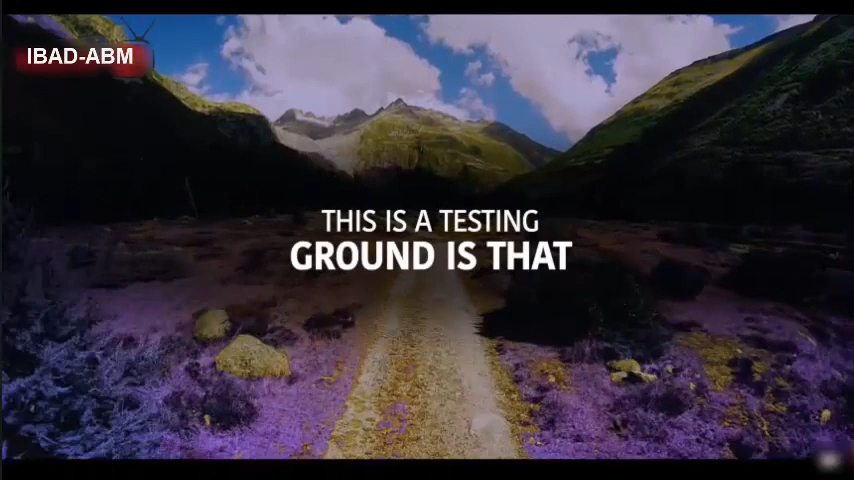 IBAD-ABM
THIS IS A TESTING
GROUND IS THAT